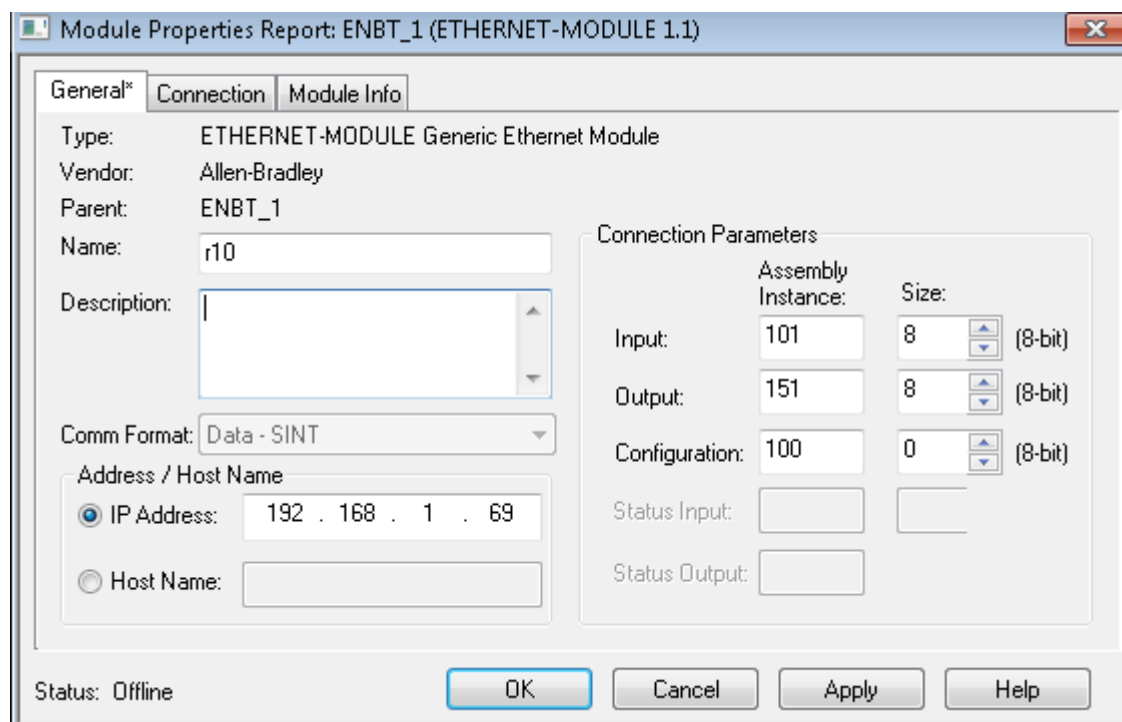 Module Properties Report: ENBT_1 (ETHERNET-MODULE 1.1)
General* Connection Module Info
Type: ETHERNET-MODULE Generic Ethernet Module
Vendor: Allen-Bradley
Parent: ENBT_1
Name: r10
Description:
Comm Format: Data - SINT
Address / Host Name
IP Address: 192 . 168 . 1 . 69
Host Name:
Connection Parameters
Assembly
Instance: Size:
Input: 101 8 (8-bit)
Output: 151 8 (8-bit)
Configuration: 100 0 (8-bit)
Status Input:
Status Output:
Status: Offline OK Cancel Apply Help